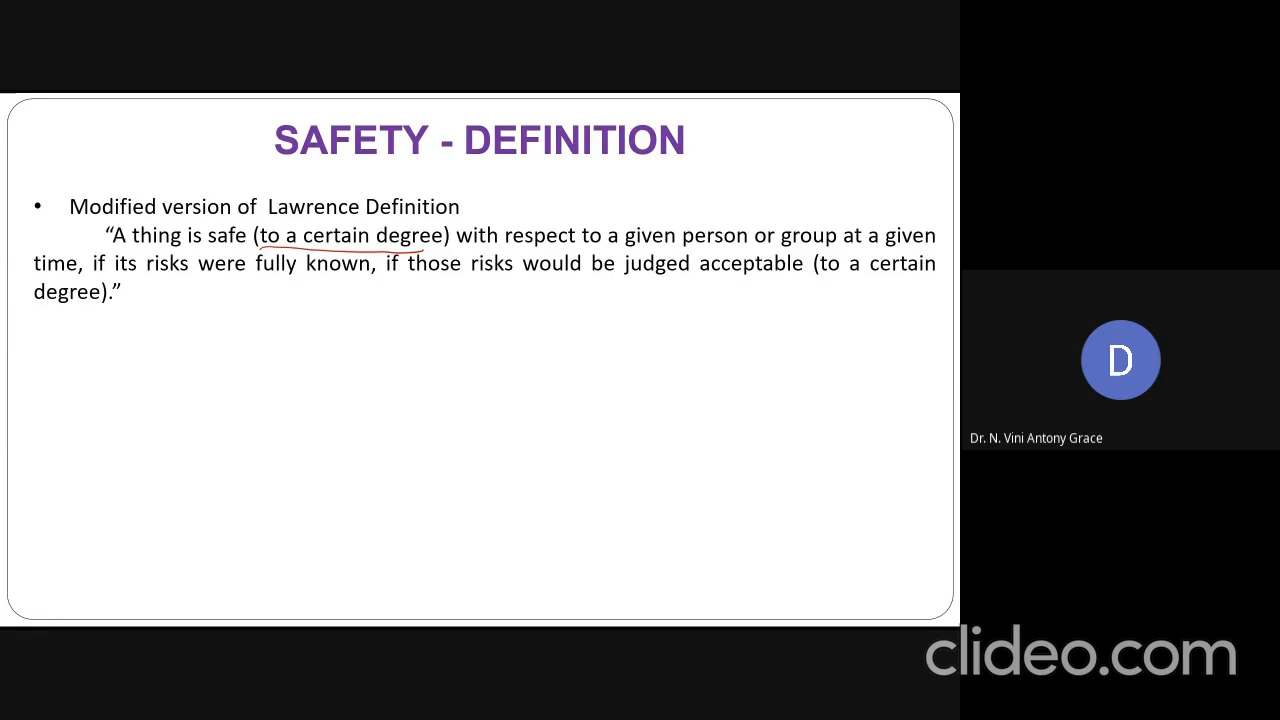 SAFETY - DEFINITION
• Modified version of Lawrence Definition
“A thing is safe (to a certain degree) with respect to a given person or group at a given
time, if its risks were fully known, if those risks would be judged acceptable (to a certain
degree).”
D
Dr. N. Vini Antony Grace
clideo.com